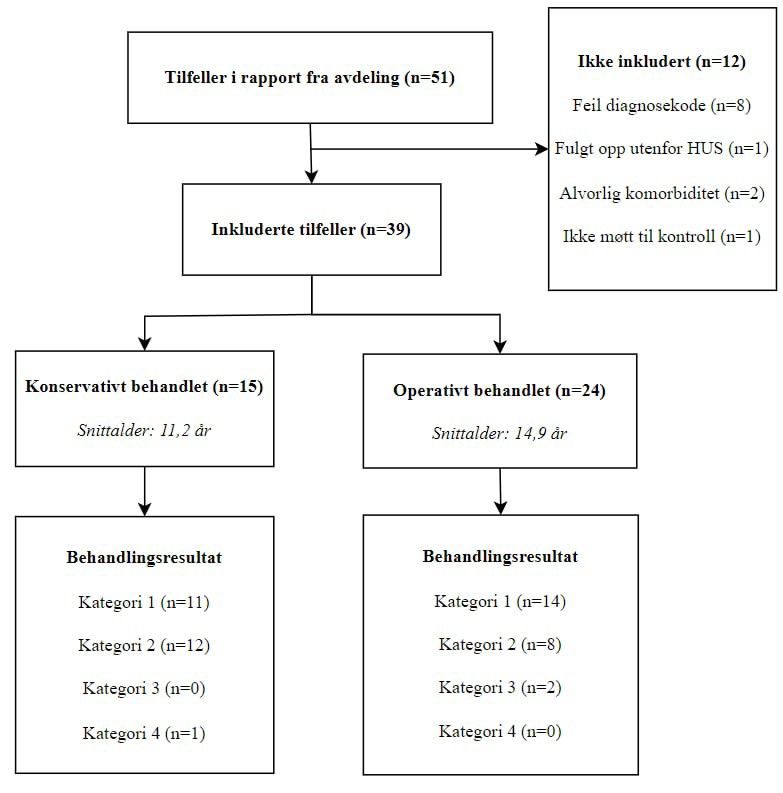 Tilfeller i rapport fra avdeling (n=51)
Ikke inkludert (n=12)
Feil diagnosekode (n=8)
Fulgt opp utenfor HUS (n=1)
Alvorlig komorbiditet (n=2)
Ikke møtt til kontroll (n=1)
Inkluderte tilfeller (n=39)
Konservativt behandlet (n=15)
Snittalder: 11,2 år
Operativt behandlet (n=24)
Snittalder: 14,9 år
Behandlingsresultat
Kategori 1 (n=11)
Kategori 2 (n=12)
Kategori 3 (n=0)
Kategori 4 (n=1)
Behandlingsresultat
Kategori 1 (n=14)
Kategori 2 (n=8)
Kategori 3 (n=2)
Kategori 4 (n=0)